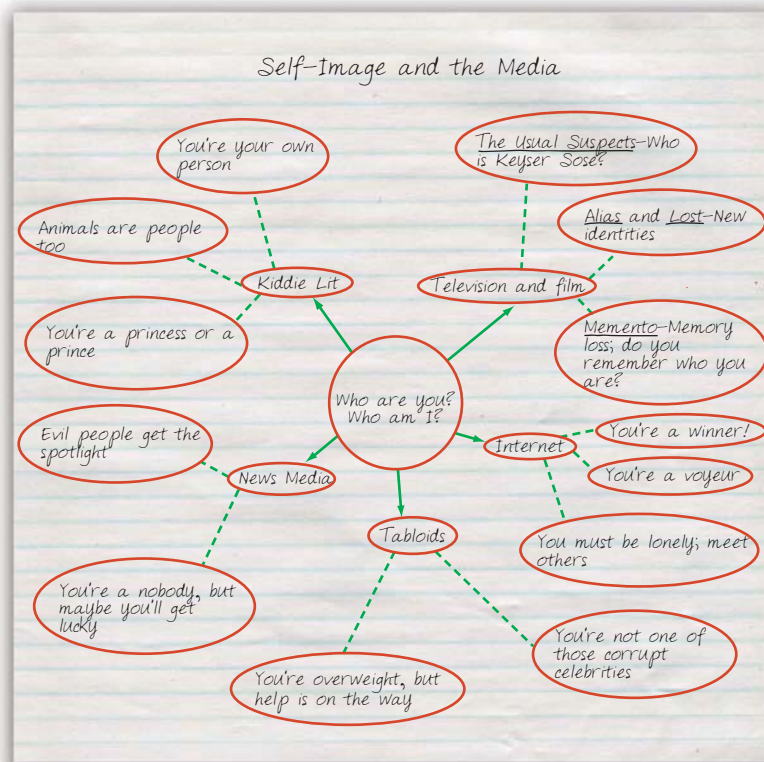 Self-Image and the Media
You're your own
person
The Usual Suspects-Who
is Keyser Sose?
Animals are people
too
Alias and Lost-New
identities
Kiddie Lit
Television and film
You're a princess or a
prince
Memento-Memory
loss; do you
remember who you
are?
Who are you?
Who am I?
Evil people get the
spotlight
You're a winner!
Internet
News Media
You're a voyeur
Tabloids
You must be lonely; meet
others
You're a nobody, but
maybe you'll get
lucky
You're not one of
those corrupt
celebrities
You're overweight, but
help is on the way